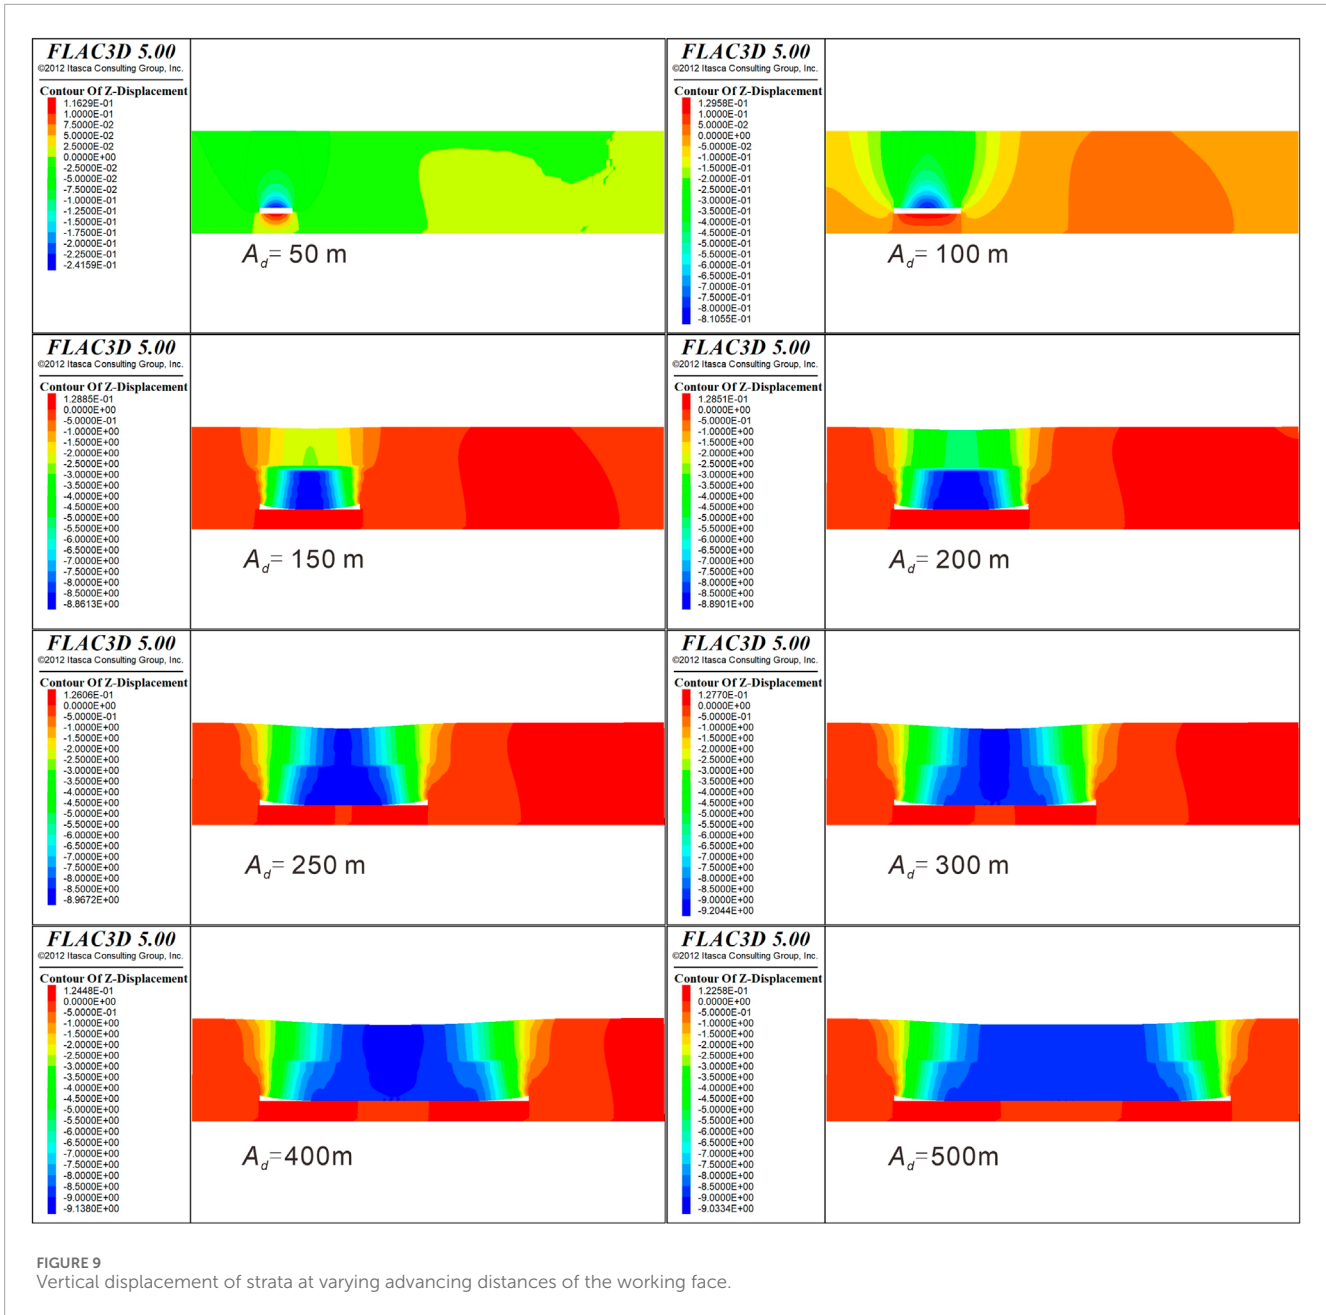 FLAC3D 5.00
©2012 Itasca Consulting Group, Inc.
Contour Of Z-Displacement
1.1629E-01
1.0000E-01
7.5000E-02
5.0000E-02
2.5000E-02
0.0000E+00
-2.5000E-02
-5.0000E-02
-7.5000E-02
-1.0000E-01
-1.2500E-01
-1.5000E-01
-1.7500E-01
-2.0000E-01
-2.2500E-01
-2.4159E-01
A_d= 50 m
FLAC3D 5.00
©2012 Itasca Consulting Group, Inc.
Contour Of Z-Displacement
1.2958E-01
1.0000E-01
5.0000E-02
0.0000E+00
-5.0000E-02
-1.0000E-01
-1.5000E-01
-2.0000E-01
-2.5000E-01
-3.0000E-01
-3.5000E-01
-4.0000E-01
-4.5000E-01
-5.0000E-01
-5.5000E-01
-6.0000E-01
-6.5000E-01
-7.0000E-01
-7.5000E-01
-8.0000E-01
-8.1055E-01
A_d= 100 m
FLAC3D 5.00
©2012 Itasca Consulting Group, Inc.
Contour Of Z-Displacement
1.2885E-01
0.0000E+00
-5.0000E-01
-1.0000E+00
-1.5000E+00
-2.0000E+00
-2.5000E+00
-3.0000E+00
-3.5000E+00
-4.0000E+00
-4.5000E+00
-5.0000E+00
-5.5000E+00
-6.0000E+00
-6.5000E+00
-7.0000E+00
-7.5000E+00
-8.0000E+00
-8.5000E+00
-8.8613E+00
A_d= 150 m
FLAC3D 5.00
©2012 Itasca Consulting Group, Inc.
Contour Of Z-Displacement
1.2851E-01
0.0000E+00
-5.0000E-01
-1.0000E+00
-1.5000E+00
-2.0000E+00
-2.5000E+00
-3.0000E+00
-3.5000E+00
-4.0000E+00
-4.5000E+00
-5.0000E+00
-5.5000E+00
-6.0000E+00
-6.5000E+00
-7.0000E+00
-7.5000E+00
-8.0000E+00
-8.5000E+00
-8.8901E+00
A_d= 200 m
FLAC3D 5.00
©2012 Itasca Consulting Group, Inc.
Contour Of Z-Displacement
1.2606E-01
0.0000E+00
-5.0000E-01
-1.0000E+00
-1.5000E+00
-2.0000E+00
-2.5000E+00
-3.0000E+00
-3.5000E+00
-4.0000E+00
-4.5000E+00
-5.0000E+00
-5.5000E+00
-6.0000E+00
-6.5000E+00
-7.0000E+00
-7.5000E+00
-8.0000E+00
-8.5000E+00
-8.9672E+00
A_d= 250 m
FLAC3D 5.00
©2012 Itasca Consulting Group, Inc.
Contour Of Z-Displacement
1.2770E-01
0.0000E+00
-5.0000E-01
-1.0000E+00
-1.5000E+00
-2.0000E+00
-2.5000E+00
-3.0000E+00
-3.5000E+00
-4.0000E+00
-4.5000E+00
-5.0000E+00
-5.5000E+00
-6.0000E+00
-6.5000E+00
-7.0000E+00
-7.5000E+00
-8.0000E+00
-8.5000E+00
-9.0000E+00
-9.2044E+00
A_d= 300 m
FLAC3D 5.00
©2012 Itasca Consulting Group, Inc.
Contour Of Z-Displacement
1.2448E-01
0.0000E+00
-5.0000E-01
-1.0000E+00
-1.5000E+00
-2.0000E+00
-2.5000E+00
-3.0000E+00
-3.5000E+00
-4.0000E+00
-4.5000E+00
-5.0000E+00
-5.5000E+00
-6.0000E+00
-6.5000E+00
-7.0000E+00
-7.5000E+00
-8.0000E+00
-8.5000E+00
-9.0000E+00
-9.1380E+00
A_d=400m
FLAC3D 5.00
©2012 Itasca Consulting Group, Inc.
Contour Of Z-Displacement
1.2258E-01
0.0000E+00
-5.0000E-01
-1.0000E+00
-1.5000E+00
-2.0000E+00
-2.5000E+00
-3.0000E+00
-3.5000E+00
-4.0000E+00
-4.5000E+00
-5.0000E+00
-5.5000E+00
-6.0000E+00
-6.5000E+00
-7.0000E+00
-7.5000E+00
-8.0000E+00
-8.5000E+00
-9.0000E+00
-9.0334E+00
A_d=500m
FIGURE 9
Vertical displacement of strata at varying advancing distances of the working face.